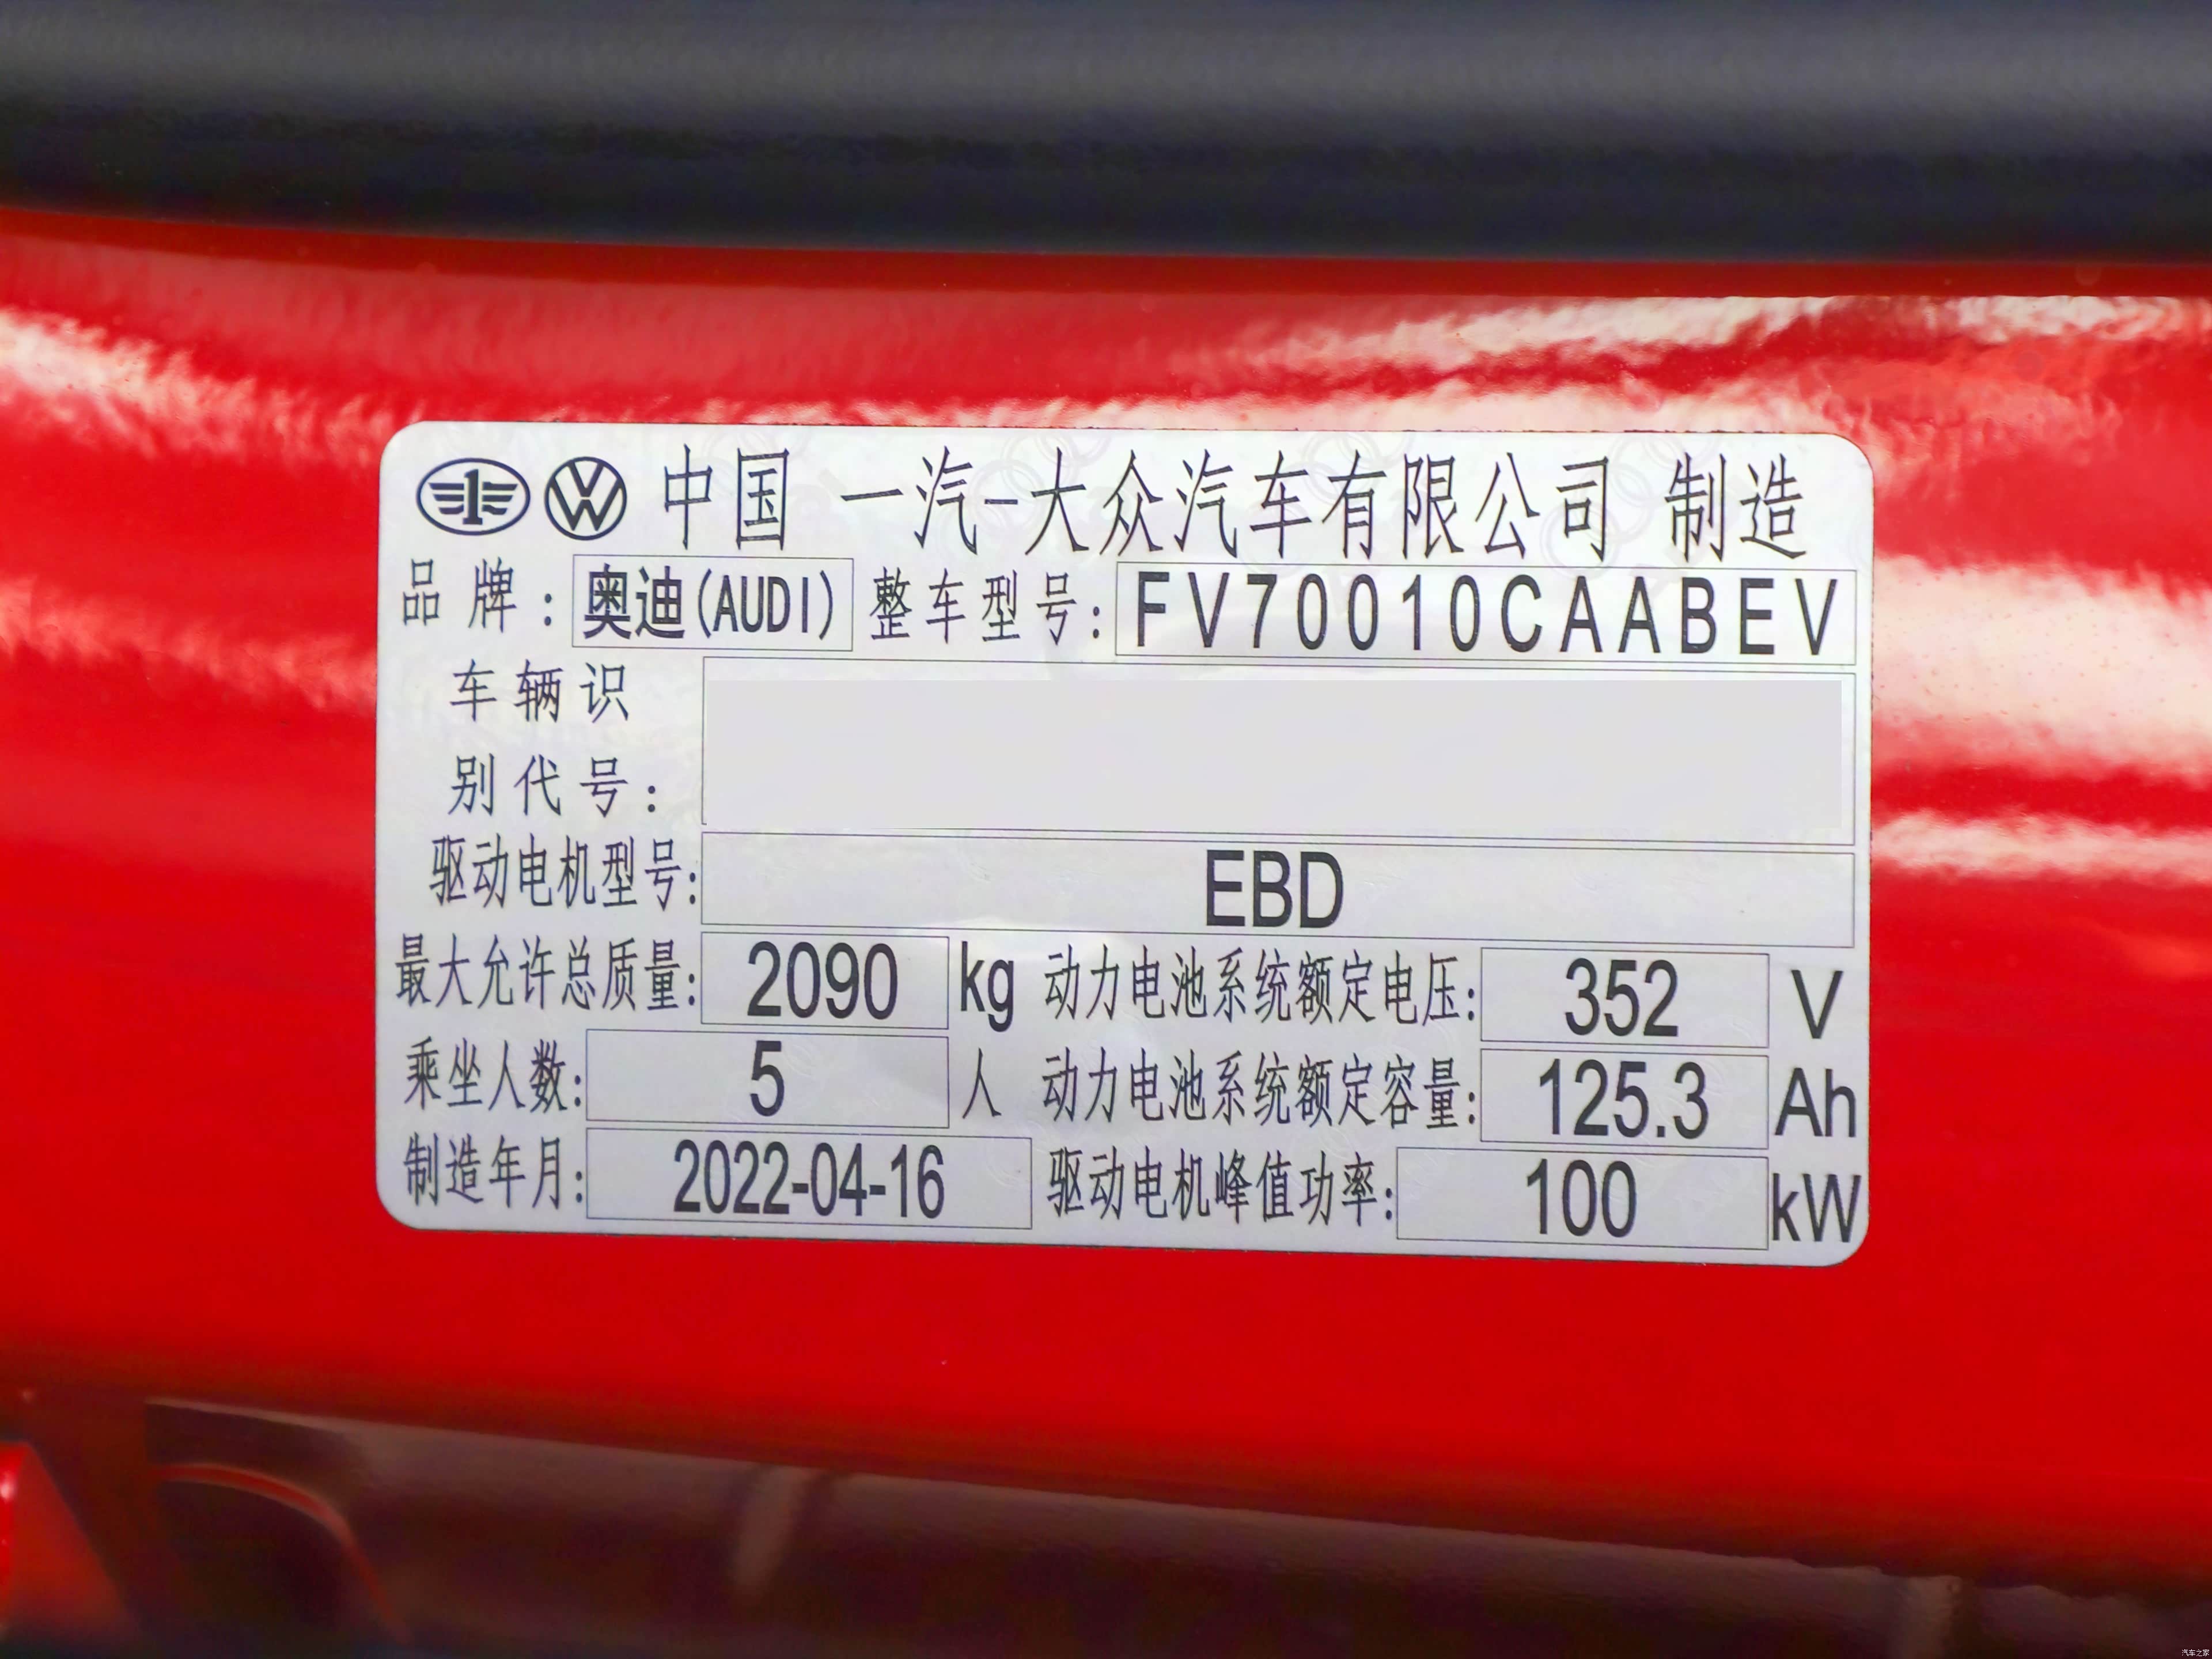 中国 一汽-大众汽车有限公司 制造
品牌：奥迪(AUDI) 整车型号：FV70010CAABEV
车辆识
别代号：
驱动电机型号：EBD
最大允许总质量：2090 kg 动力电池系统额定电压：352 V
乘坐人数：5 人 动力电池系统额定容量：125.3 Ah
制造年月：2022-04-16 驱动电机峰值功率：100 kW
汽车之家